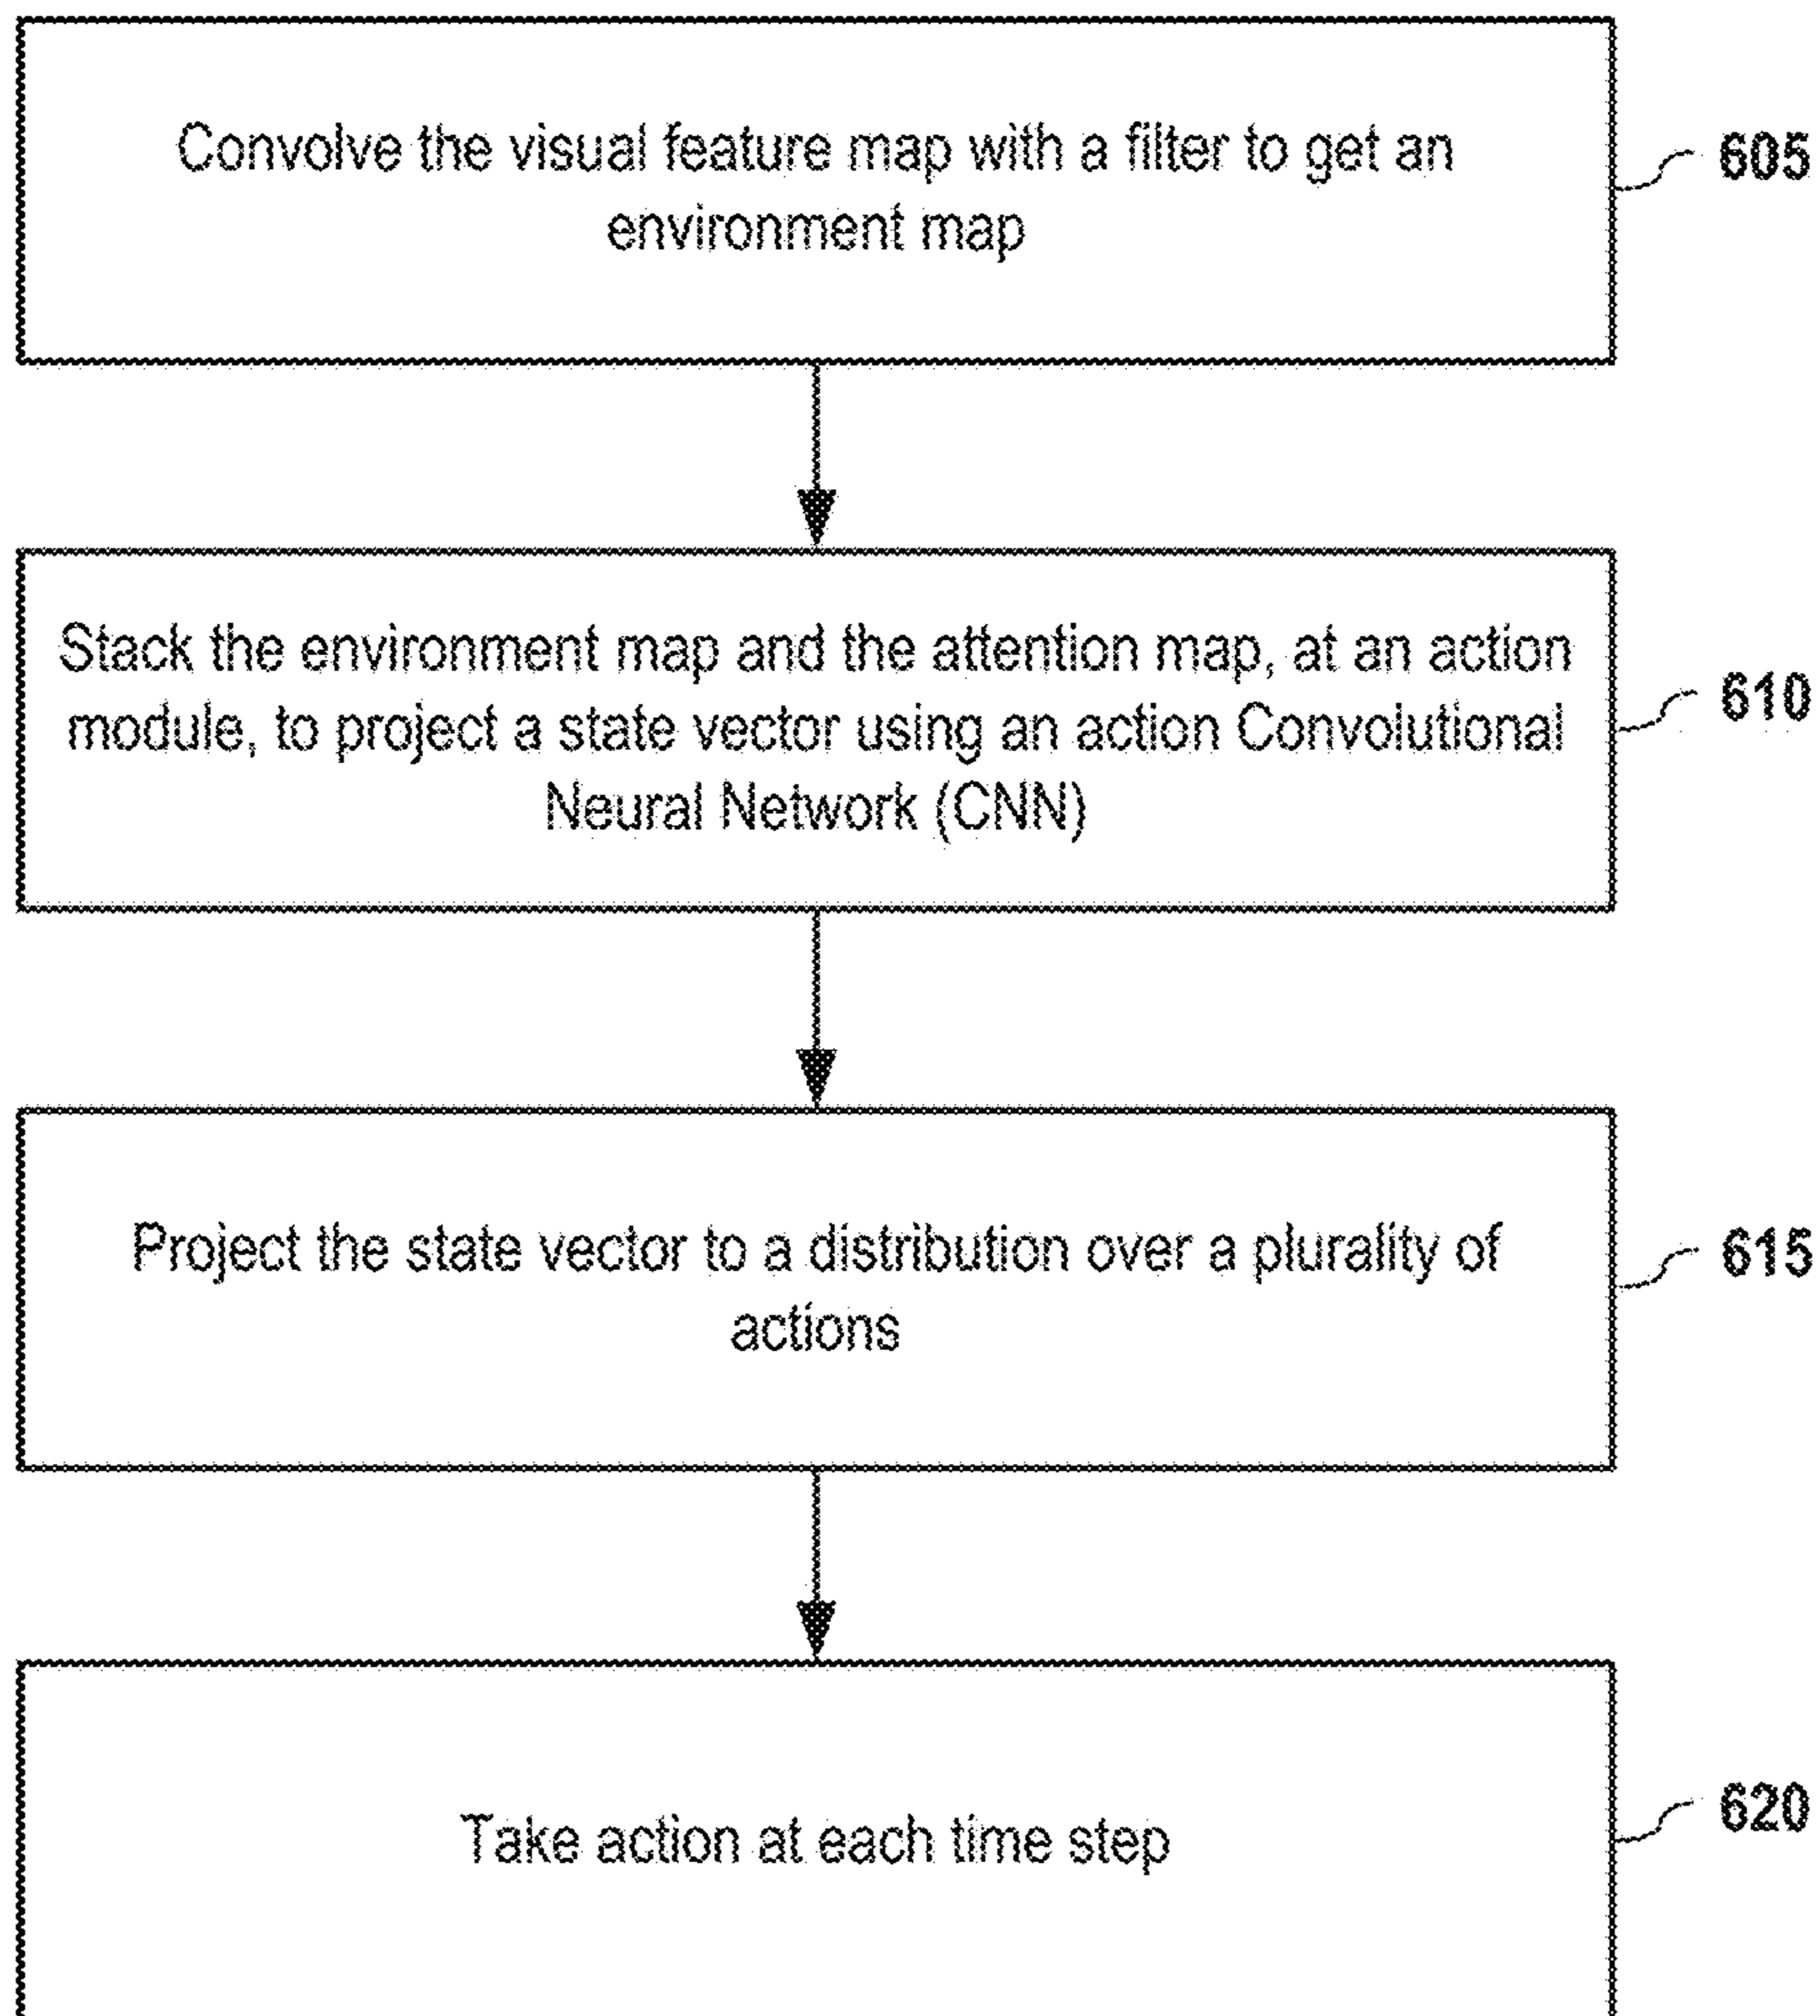 Convolve the visual feature map with a filter to get an
environment map
605
Stack the environment map and the attention map, at an action
module, to project a state vector using an action Convolutional
Neural Network (CNN)
610
Project the state vector to a distribution over a plurality of
actions
615
Take action at each time step
620